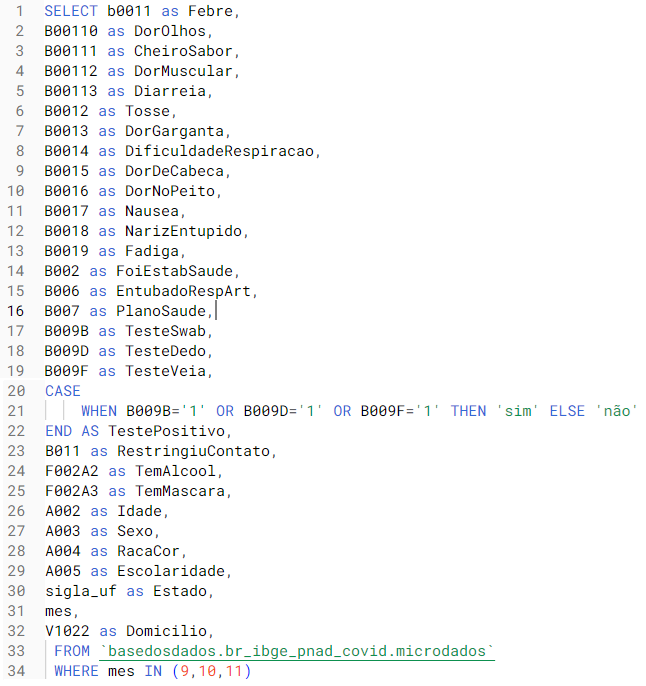 1 SELECT b0011 as Febre,
2 B00110 as DorOlhos,
3 B00111 as CheiroSabor,
4 B00112 as DorMuscular,
5 B00113 as Diarreia,
6 B0012 as Tosse,
7 B0013 as DorGarganta,
8 B0014 as DificuldadeRespiracao,
9 B0015 as DorDeCabeca,
10 B0016 as DorNoPeito,
11 B0017 as Nausea,
12 B0018 as NarizEntupido,
13 B0019 as Fadiga,
14 B002 as FoiEstabSaude,
15 B006 as EntubadoRespArt,
16 B007 as PlanoSaude,
17 B009B as TesteSwab,
18 B009D as TesteDedo,
19 B009F as TesteVeia,
20 CASE
21 WHEN B009B='1' OR B009D='1' OR B009F='1' THEN 'sim' ELSE 'não'
22 END AS TestePositivo,
23 B011 as RestringiuContato,
24 F002A2 as TemAlcool,
25 F002A3 as TemMascara,
26 A002 as Idade,
27 A003 as Sexo,
28 A004 as RacaCor,
29 A005 as Escolaridade,
30 sigla_uf as Estado,
31 mes,
32 V1022 as Domicilio,
33 FROM `basedosdados.br_ibge_pnad_covid.microdados`
34 WHERE mes IN (9,10,11)